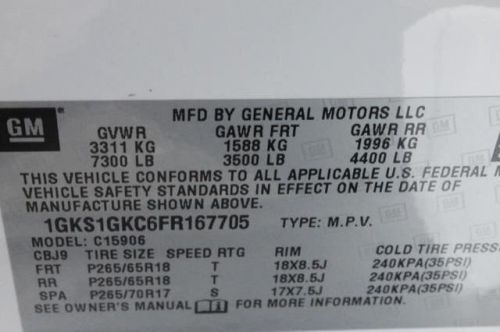 GM
MFD BY GENERAL MOTORS LLC
GVWR GAWR FRT GAWR RR
3311 KG 1588 KG 1996 KG
7300 LB 3500 LB 4400 LB
THIS VEHICLE CONFORMS TO ALL APPLICABLE U.S. FEDERAL M
VEHICLE SAFETY STANDARDS IN EFFECT ON THE DATE OF
MANUFACTURE SHOWN ABOVE.
1GKS1GKC6FR167705 TYPE: M.P.V.
MODEL: C15906
CBJ9 TIRE SIZE SPEED RTG RIM COLD TIRE PRESS
FRT P265/65R18 T 18X8.5J 240KPA(35PSI)
RR P265/65R18 T 18X8.5J 240KPA(35PSI)
SPA P265/70R17 S 17X7.5J 240KPA(35PSI)
SEE OWNER'S MANUAL FOR MORE INFORMATION.